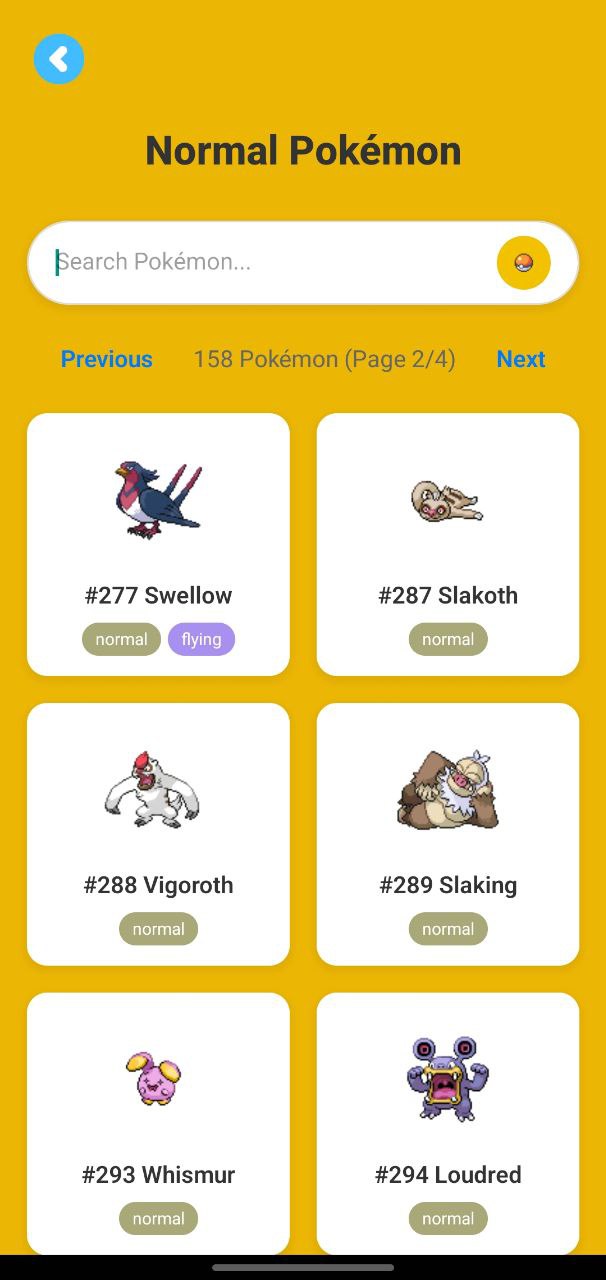 Normal Pokémon
Search Pokémon...
Previous 158 Pokémon (Page 2/4) Next
#277 Swellow #287 Slakoth
normal flying normal
#288 Vigoroth #289 Slaking
normal normal
#293 Whismur #294 Loudred
normal normal